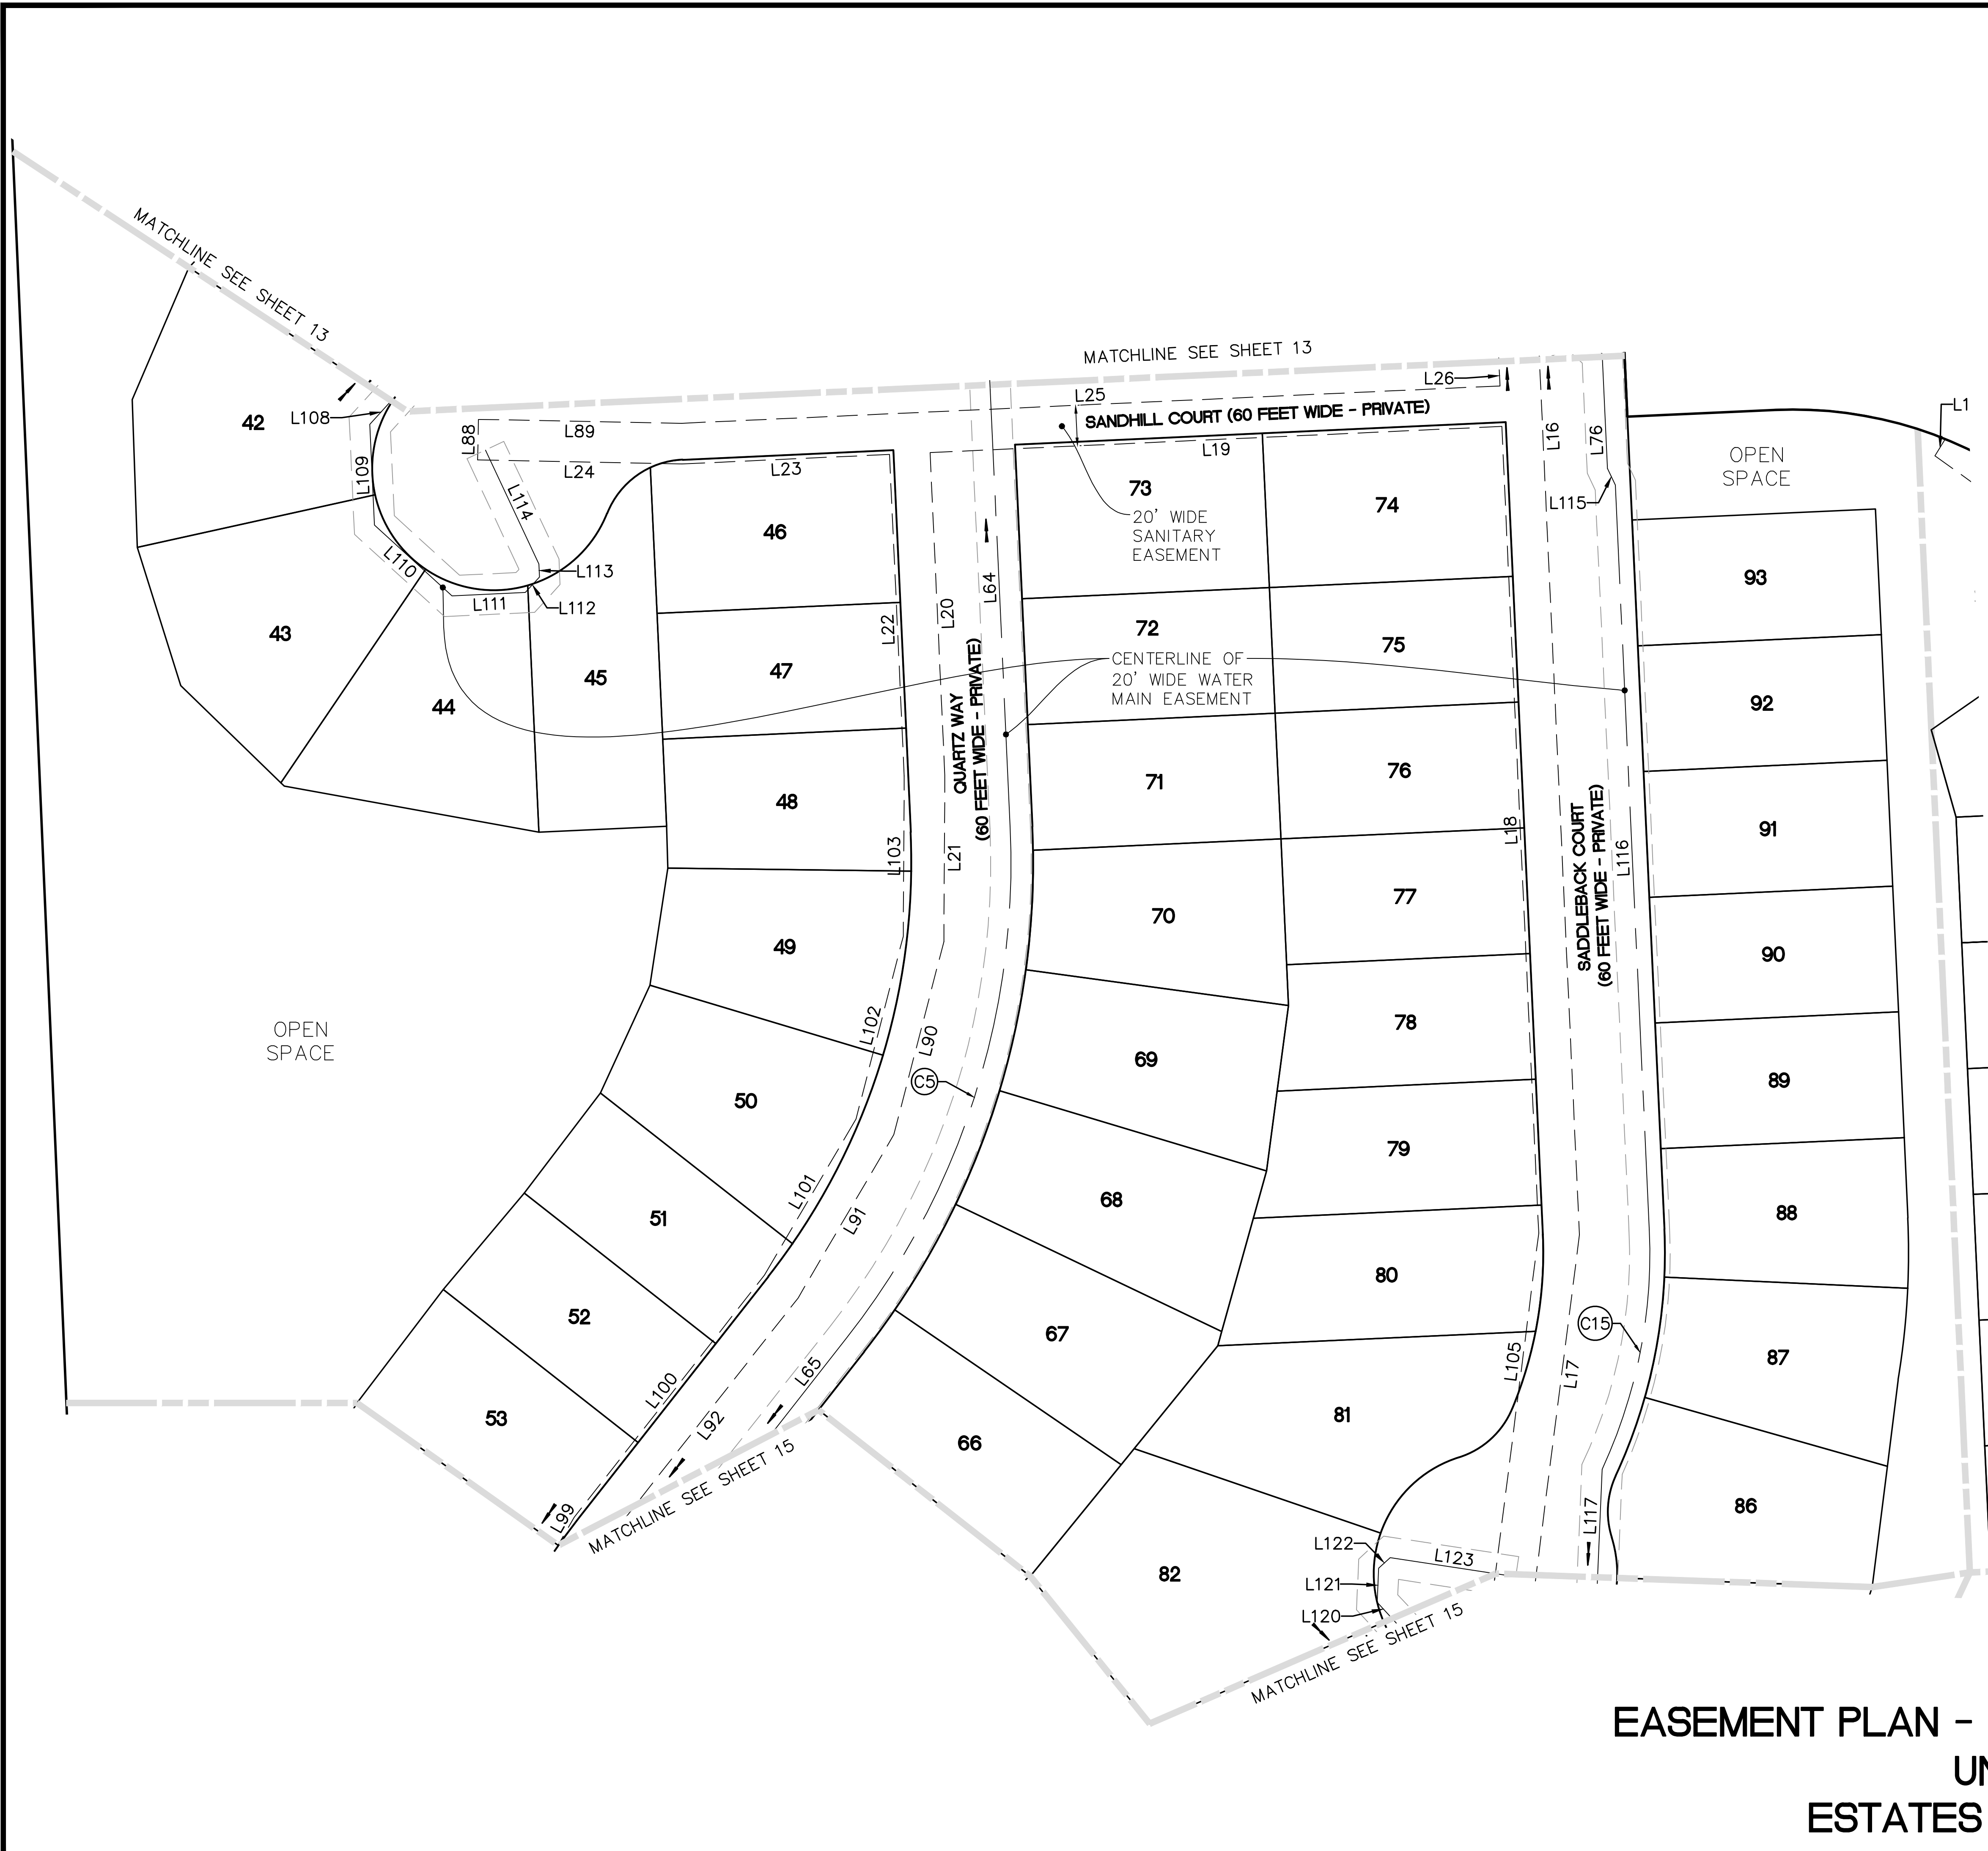 MATCHLINE SEE SHEET 13
MATCHLINE SEE SHEET 13
L26
L25
SANDHILL COURT (60 FEET WIDE - PRIVATE)
L1
42
L108
L88
L89
L24
L23
L19
L16
L76
OPEN
SPACE
L109
L114
73
20' WIDE
SANITARY
EASEMENT
74
L115
46
L110
L113
L111
L112
L64
93
43
L22
L20
72
75
44
45
47
QUARTZ WAY
(60 FEET WIDE - PRIVATE)
CENTERLINE OF
20' WIDE WATER
MAIN EASEMENT
92
48
71
76
L103
L21
L18
SADDLEBACK COURT
(60 FEET WIDE - PRIVATE)
L116
91
49
70
77
90
OPEN
SPACE
L102
L90
C5
78
50
69
89
79
51
L101
L91
68
88
52
80
67
C15
L100
L65
L105
L17
87
53
L92
66
81
L99
MATCHLINE SEE SHEET 15
L117
86
82
L122
L123
L121
L120
MATCHLINE SEE SHEET 15
EASEMENT PLAN -
ESTATES